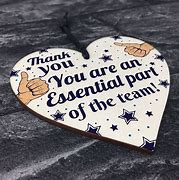 Thank
you
You are an
Essential part
of the team!